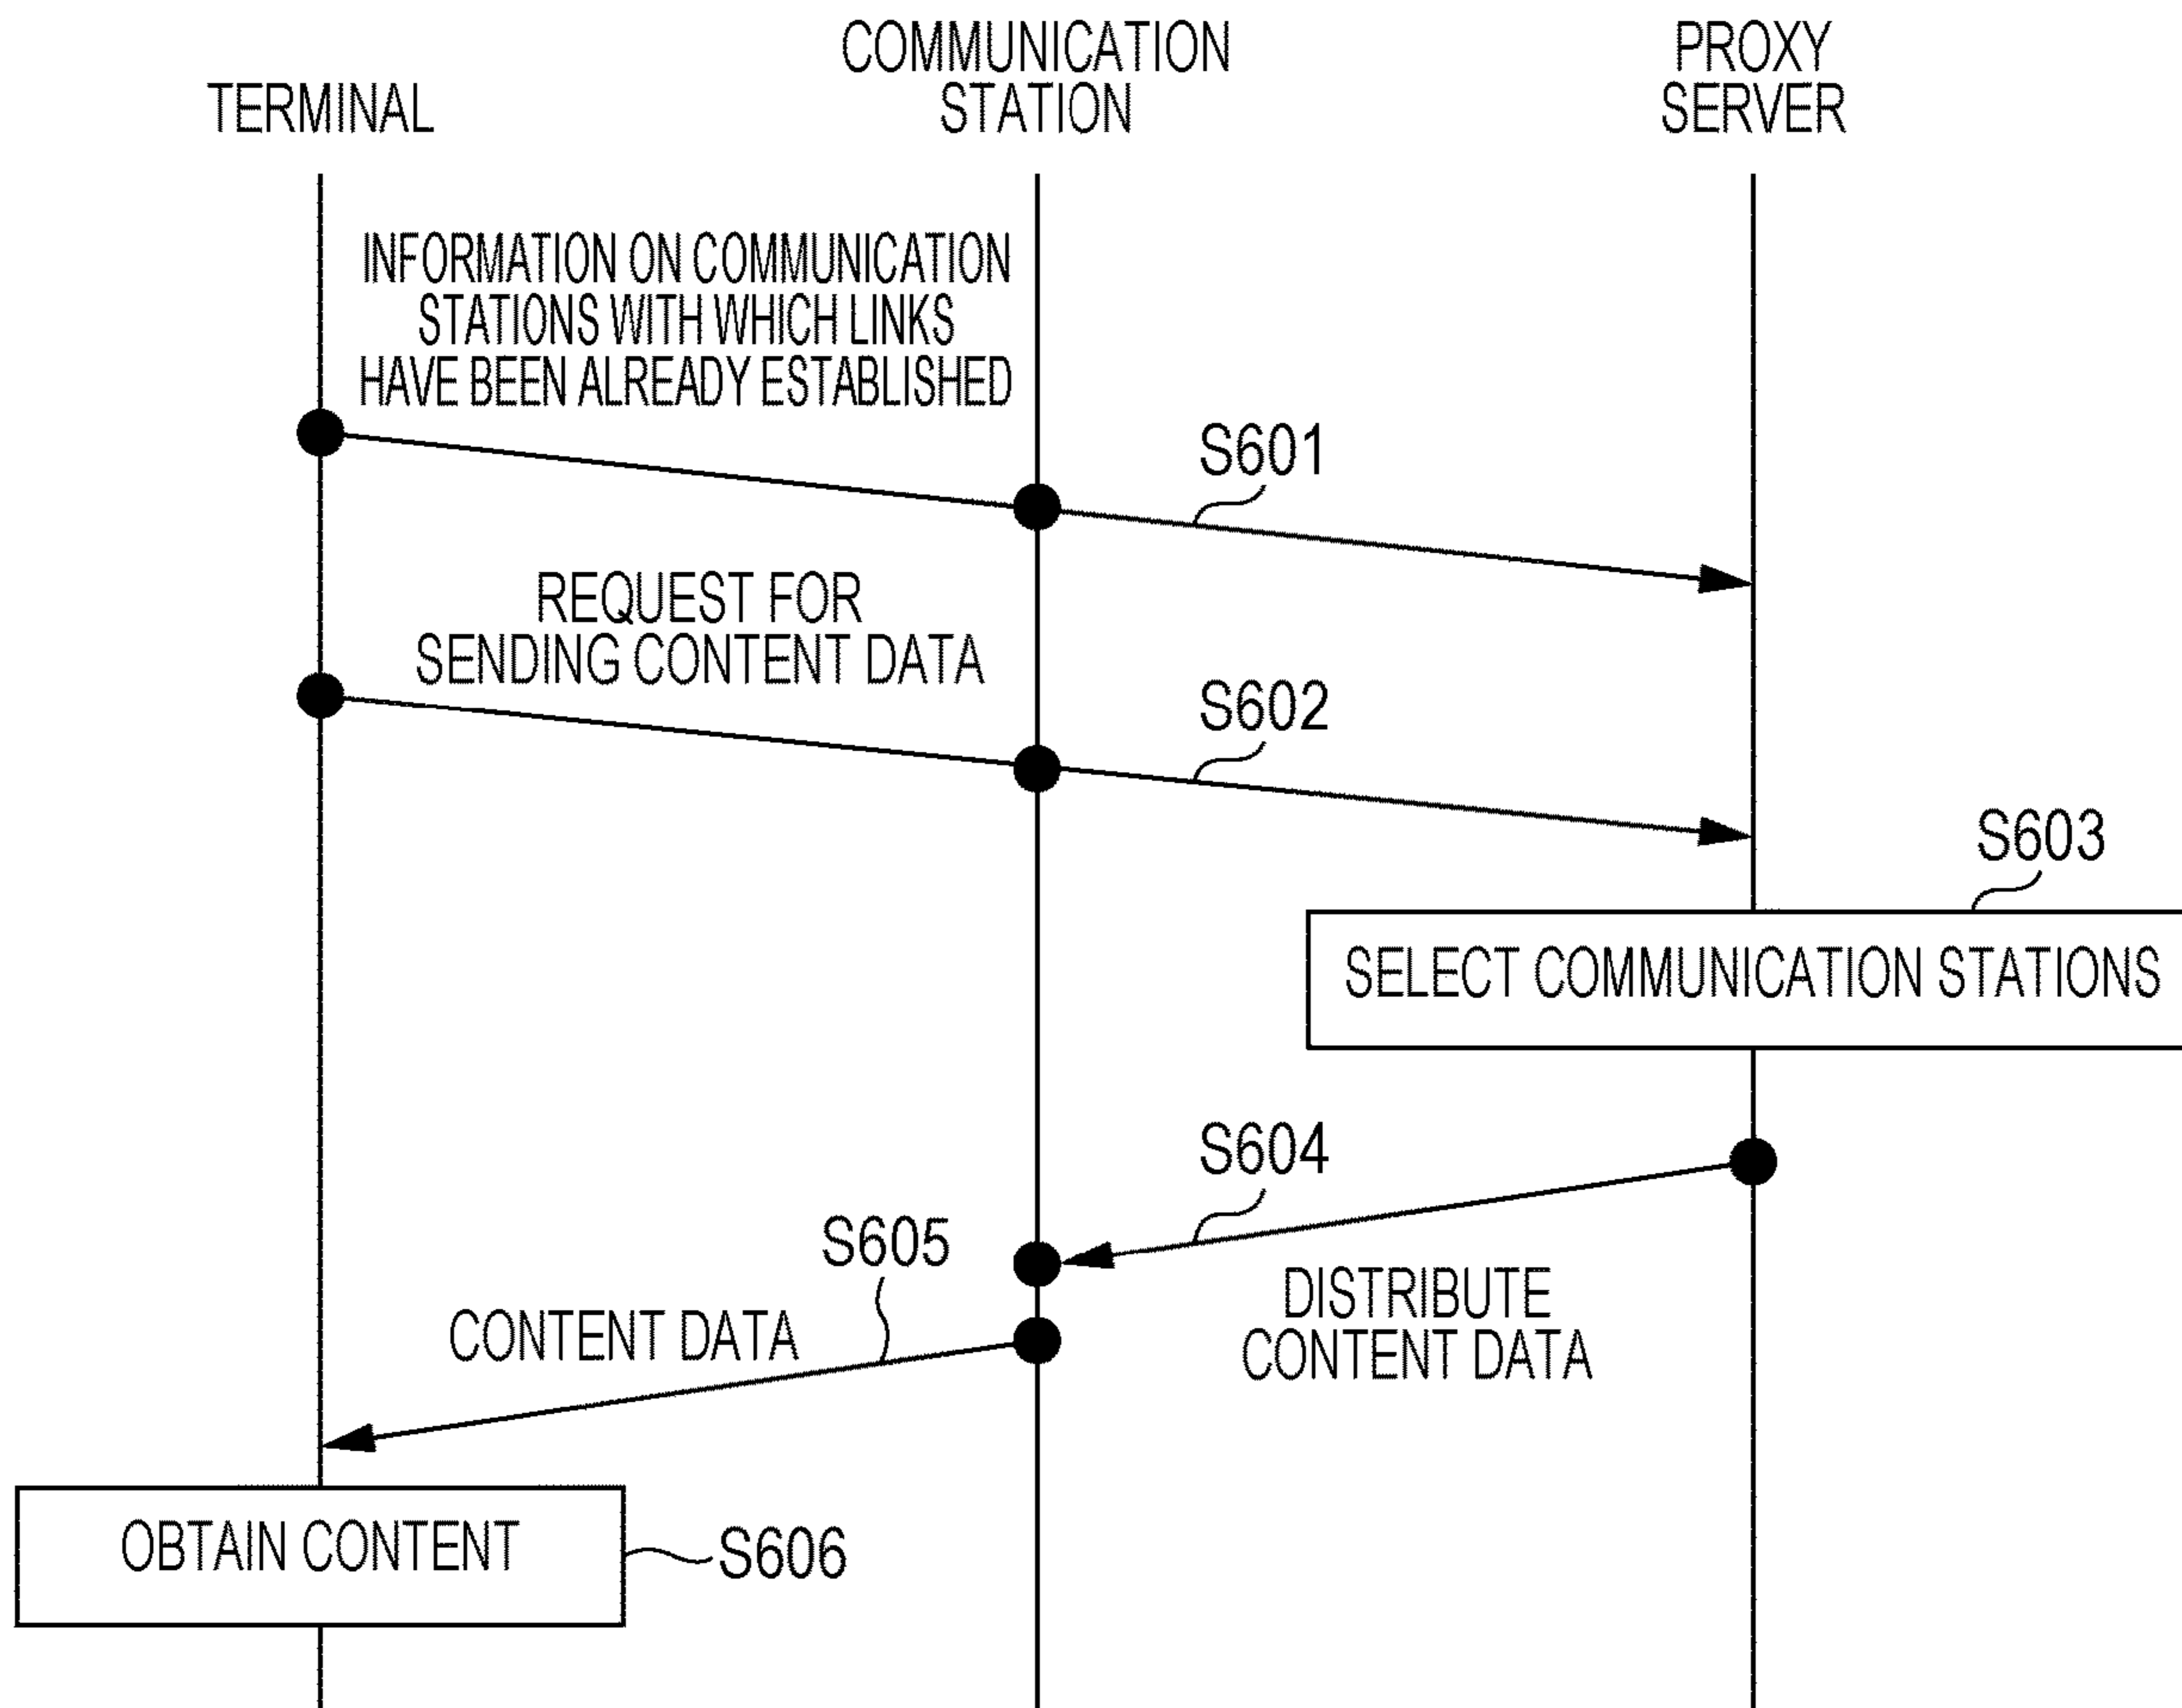 TERMINAL
COMMUNICATION
STATION
PROXY
SERVER
INFORMATION ON COMMUNICATION
STATIONS WITH WHICH LINKS
HAVE BEEN ALREADY ESTABLISHED
S601
REQUEST FOR
SENDING CONTENT DATA
S602
S603
SELECT COMMUNICATION STATIONS
S604
DISTRIBUTE
CONTENT DATA
S605
CONTENT DATA
OBTAIN CONTENT
S606